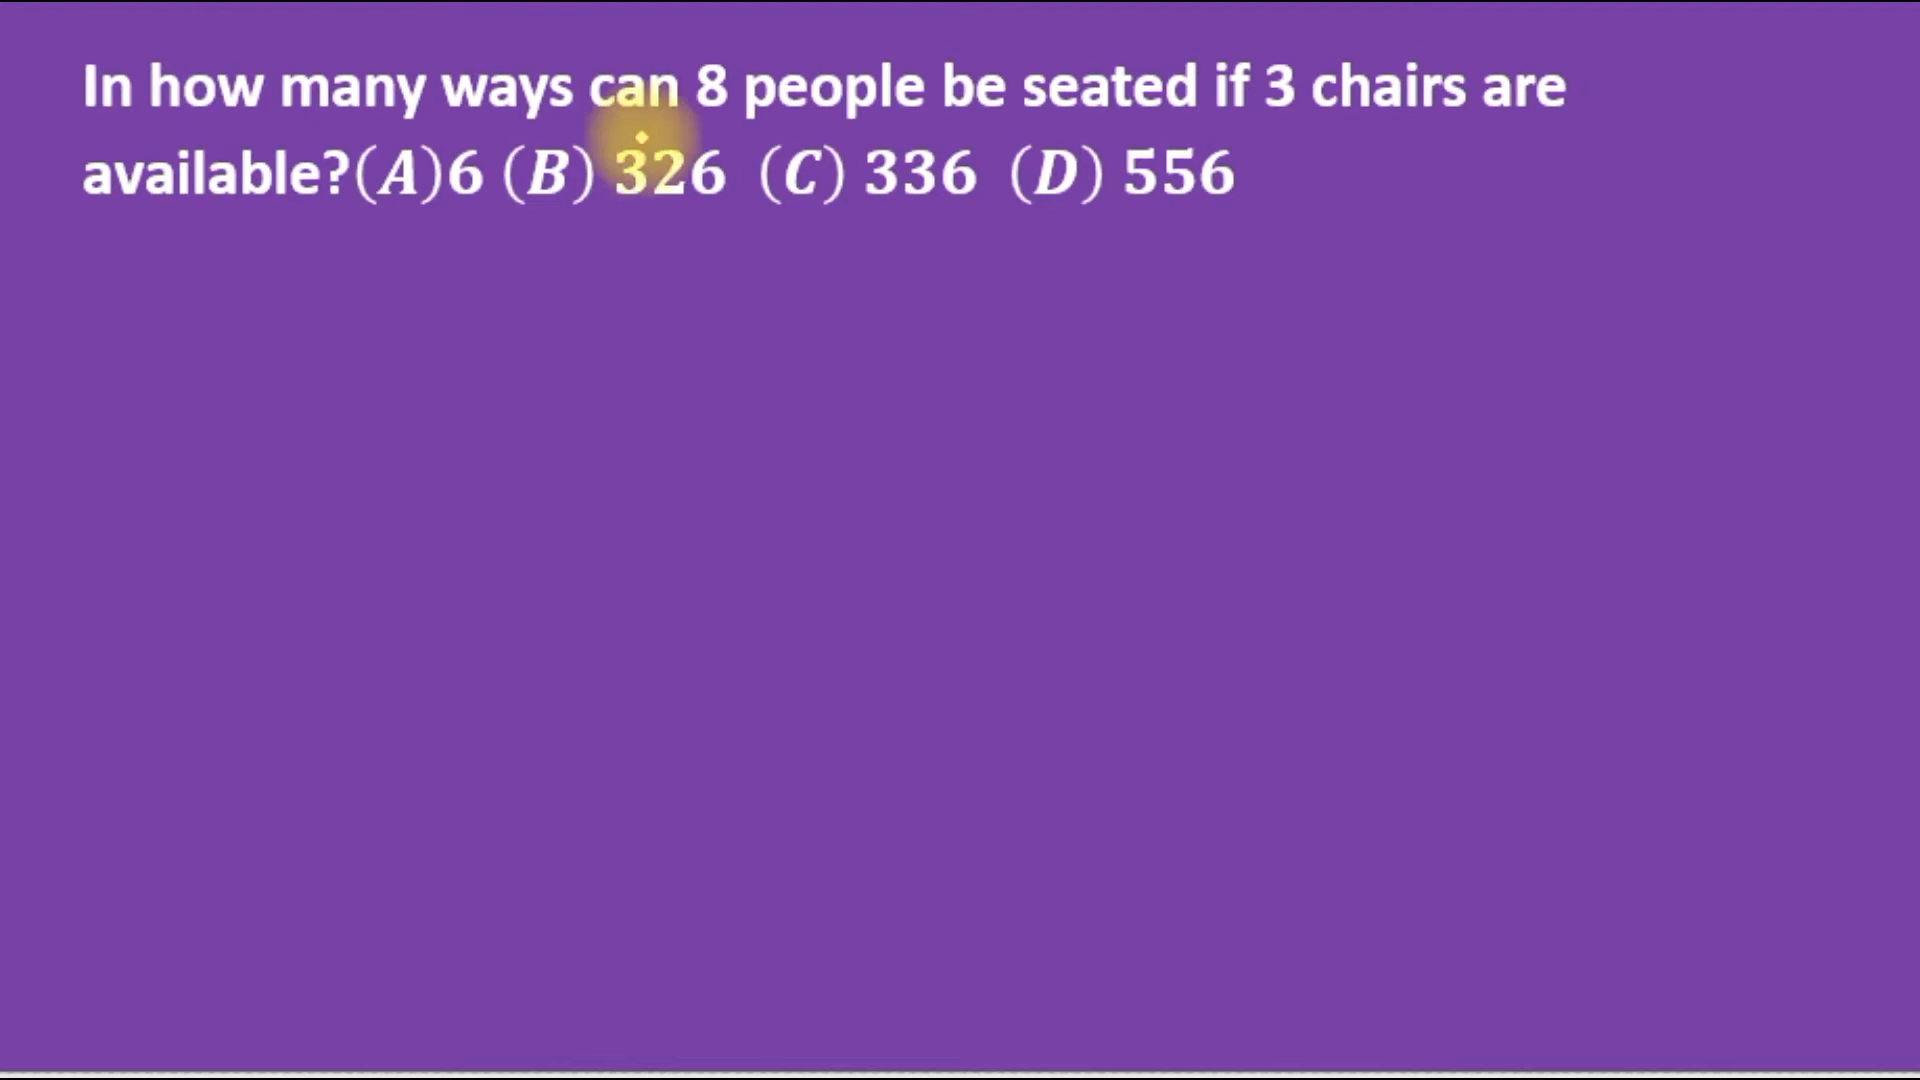 In how many ways can 8 people be seated if 3 chairs are
available?(A)6 (B) 326 (C) 336 (D) 556